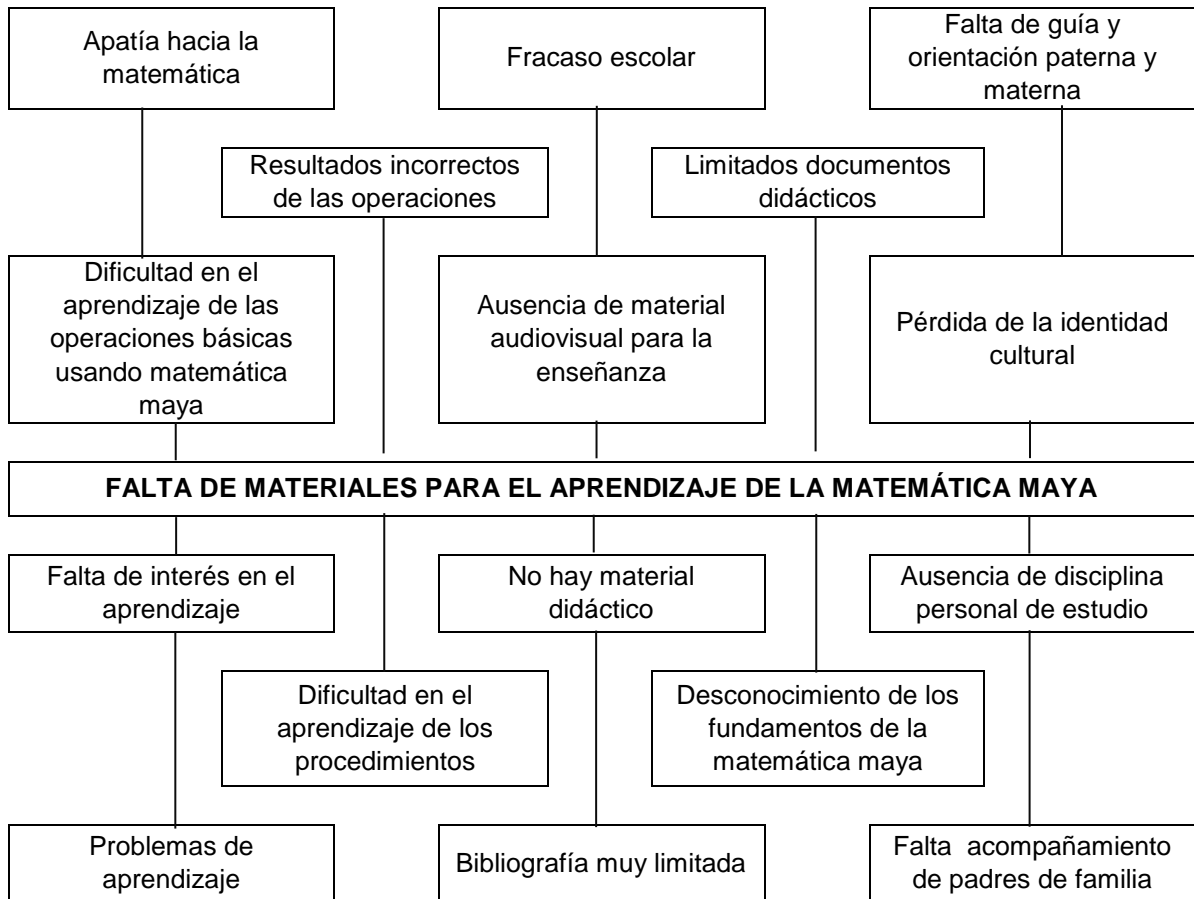 Apatía hacia la
matemática
Fracaso escolar
Falta de guía y
orientación paterna y
materna
Resultados incorrectos
de las operaciones
Limitados documentos
didácticos
Dificultad en el
aprendizaje de las
operaciones básicas
usando matemática
maya
Ausencia de material
audiovisual para la
enseñanza
Pérdida de la identidad
cultural
FALTA DE MATERIALES PARA EL APRENDIZAJE DE LA MATEMÁTICA MAYA
Falta de interés en el
aprendizaje
No hay material
didáctico
Ausencia de disciplina
personal de estudio
Dificultad en el
aprendizaje de los
procedimientos
Desconocimiento de los
fundamentos de la
matemática maya
Problemas de
aprendizaje
Bibliografía muy limitada
Falta acompañamiento
de padres de familia